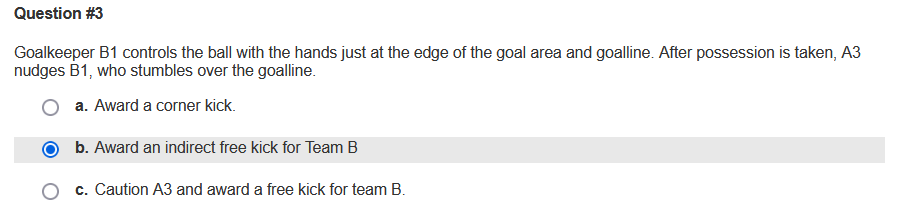 Question #3
Goalkeeper B1 controls the ball with the hands just at the edge of the goal area and goalline. After possession is taken, A3
nudges B1, who stumbles over the goalline.
a. Award a corner kick.
b. Award an indirect free kick for Team B
c. Caution A3 and award a free kick for team B.